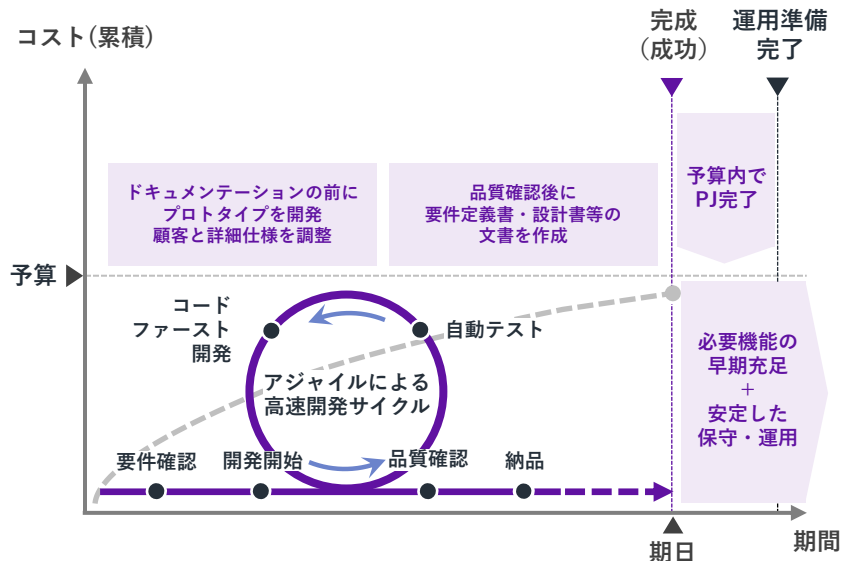 コスト(累積)
完成
(成功)
運用準備
完了
ドキュメンテーションの前に
プロトタイプを開発
顧客と詳細仕様を調整
品質確認後に
要件定義書・設計書等の
文書を作成
予算内で
PJ完了
予算
コード
ファースト
開発
自動テスト
アジャイルによる
高速開発サイクル
必要機能の
早期充足
+
安定した
保守・運用
要件確認
開発開始
品質確認
納品
期日
期間